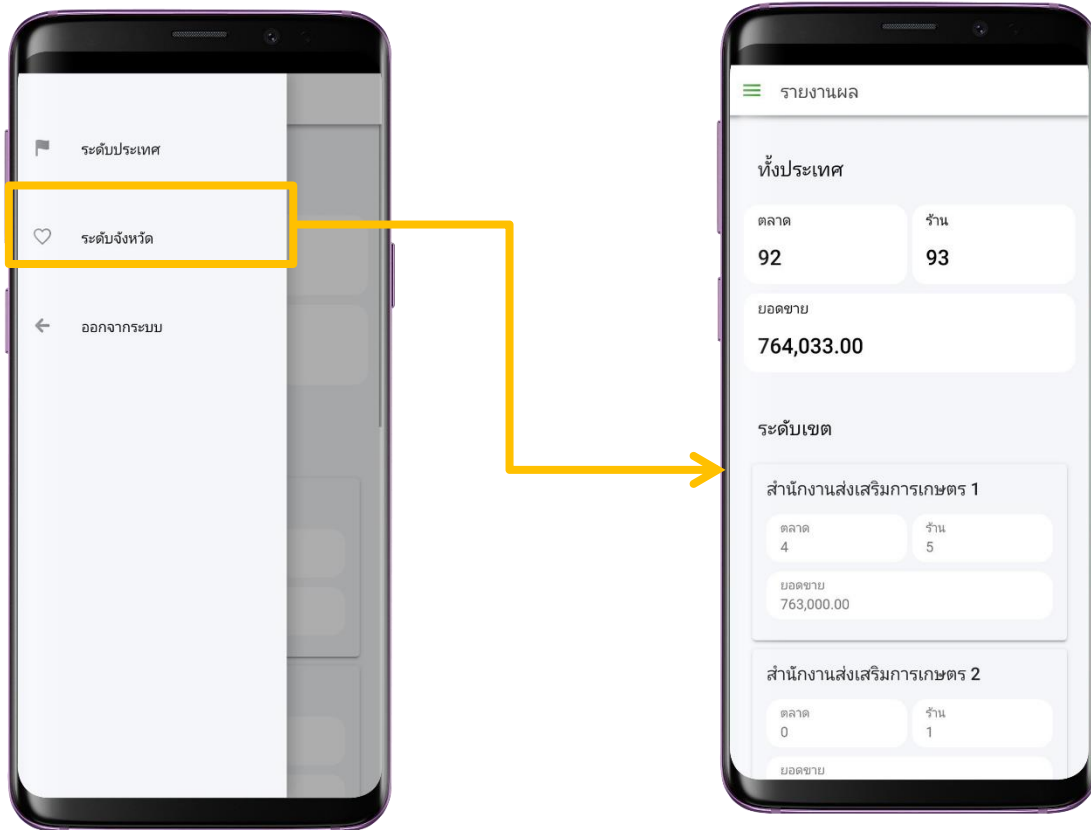 ระดับประเทศ
ระดับจังหวัด
ออกจากระบบ
รายงานผล
ทั้งประเทศ
ตลาด
92
ร้าน
93
ยอดขาย
764,033.00
ระดับเขต
สำนักงานส่งเสริมการเกษตร 1
ตลาด
4
ร้าน
5
ยอดขาย
763,000.00
สำนักงานส่งเสริมการเกษตร 2
ตลาด
0
ร้าน
1
ยอดขาย